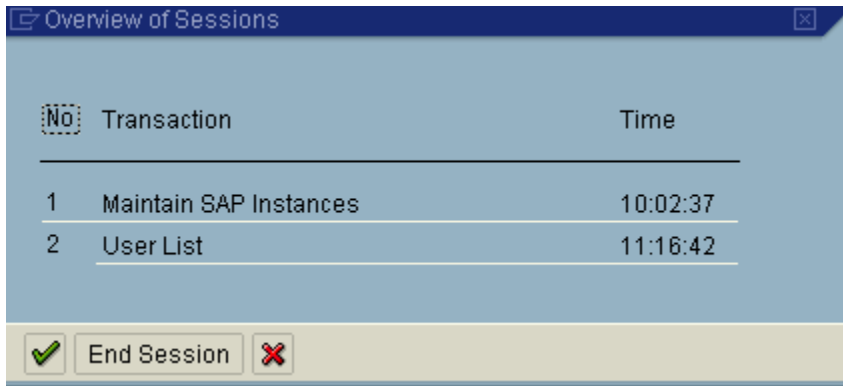 Overview of Sessions
No Transaction Time
1 Maintain SAP Instances 10:02:37
2 User List 11:16:42
End Session